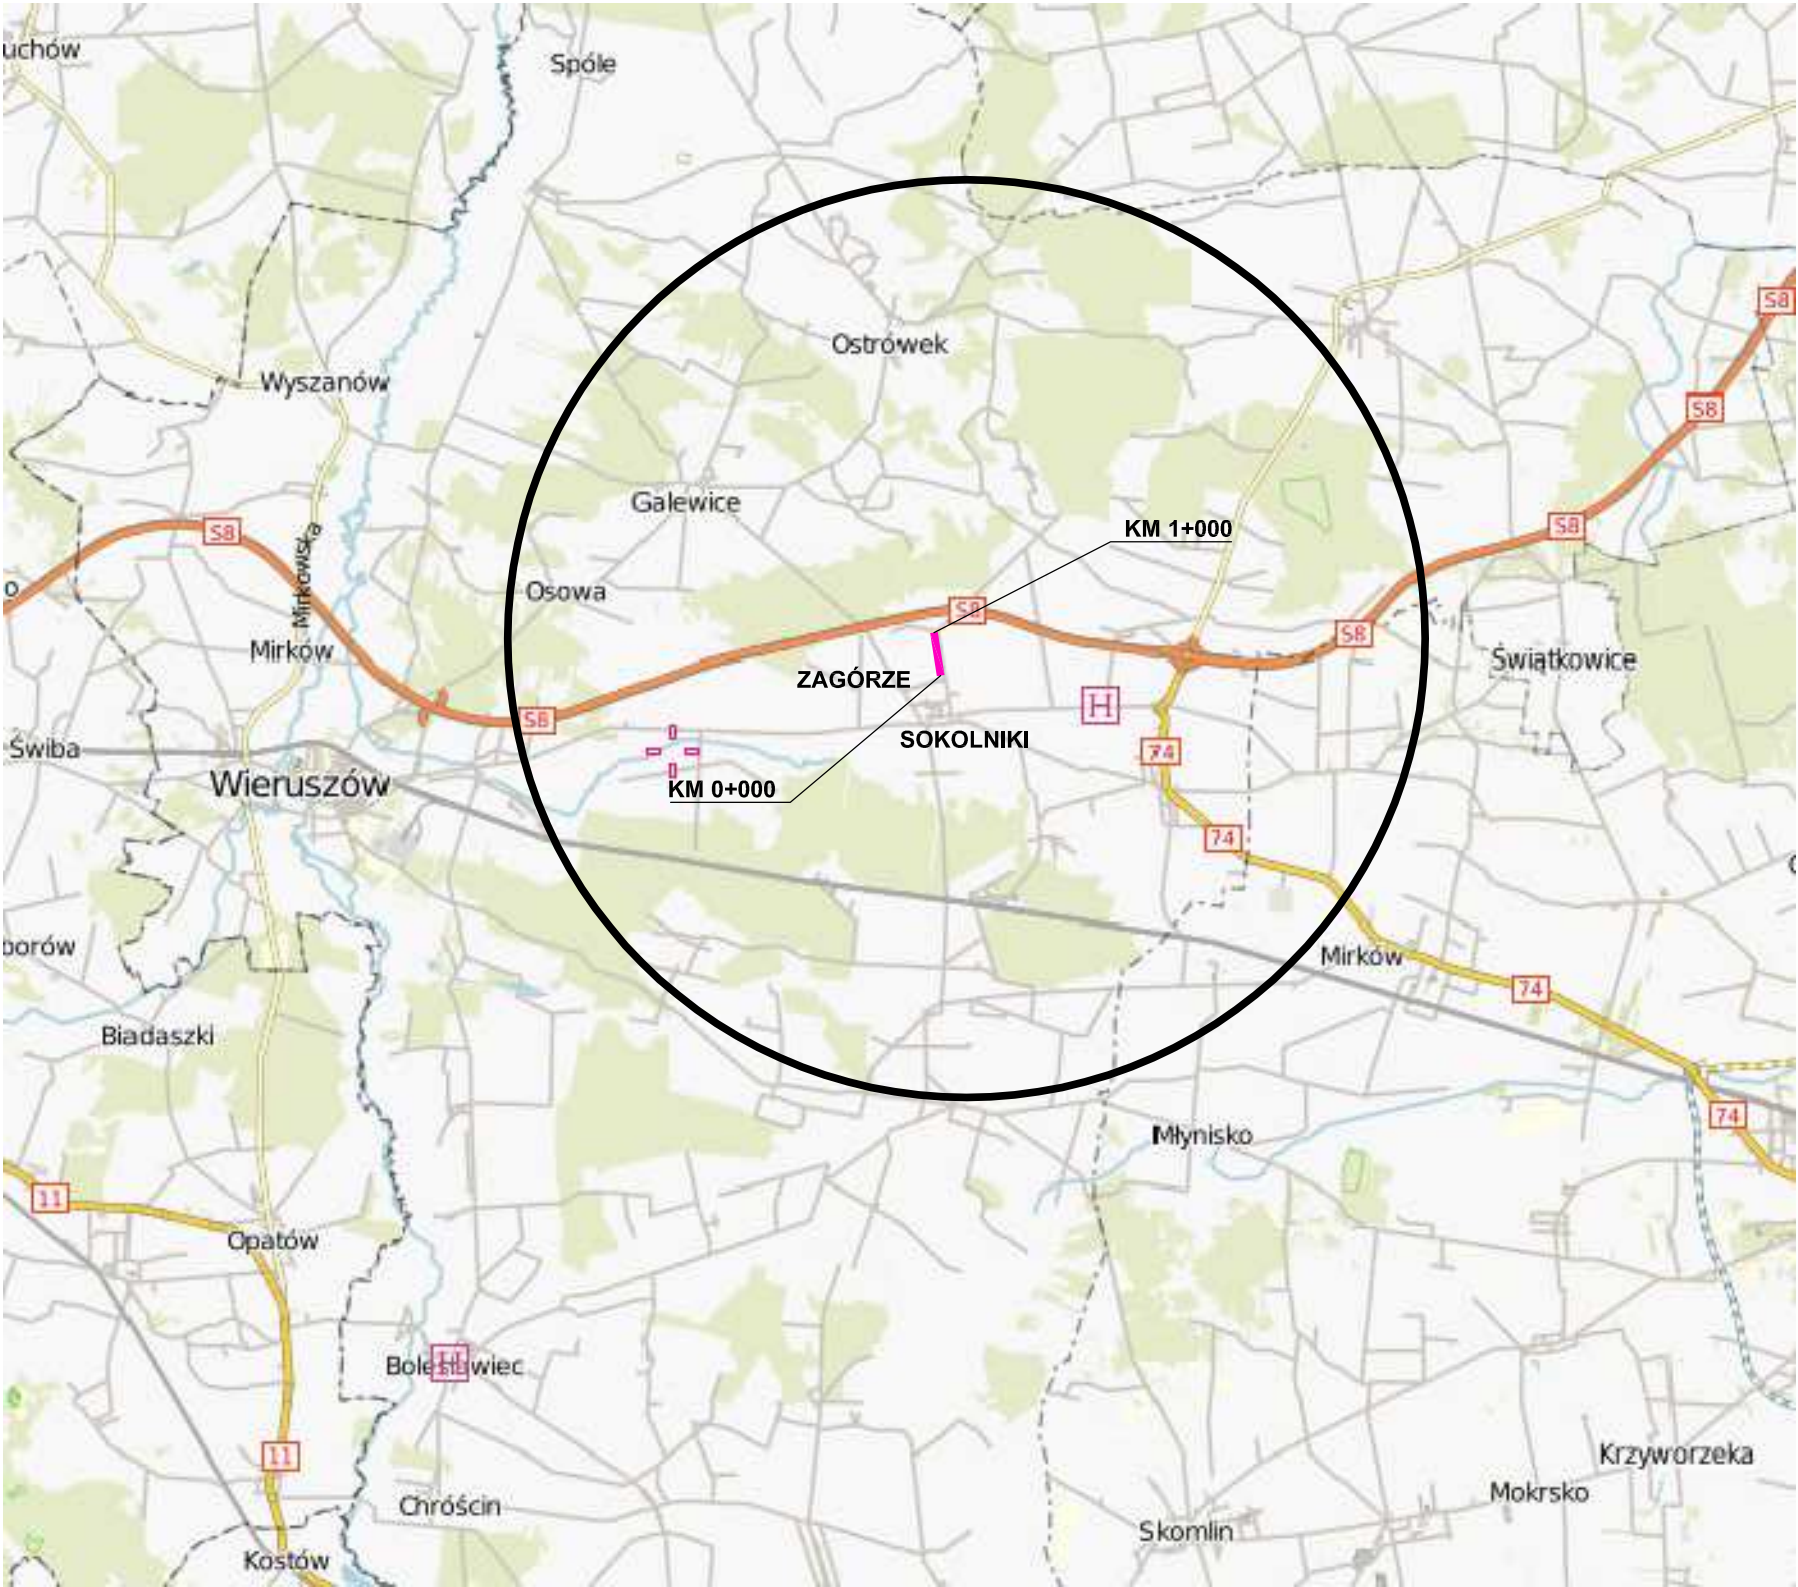 uchów
Spóle
S8
Ostrówek
Wyszanów
S8
Galewice
KM 1+000
S8
S8
Mirkowska
Osowa
S8
S8
Mirków
ZAGÓRZE
Świątkowice
H
S8
Świba
SOKOLNIKI
74
Wieruszów
KM 0+000
74
borów
Mirków
74
Biadaszki
74
Młynisko
11
Opatów
Bolesławiec
H
11
Krzyworzeka
Mokrsko
Chróścin
Skomlin
Kostów